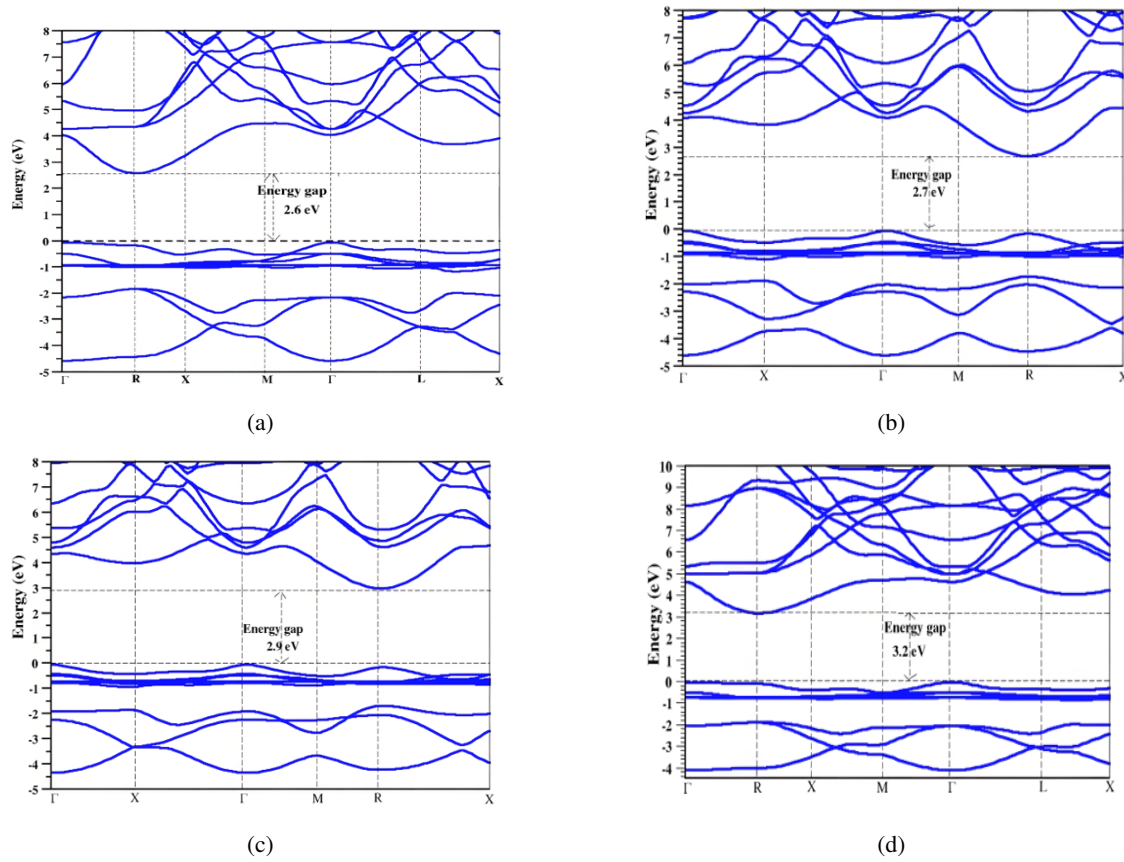 8
7
6
5
4
3
2
1
0
-1
-2
-3
-4
-5
Energy (eV)
Energy gap
2.6 eV
Γ R X M Γ L X
(a)
8
7
6
5
4
3
2
1
0
-1
-2
-3
-4
-5
Energy (eV)
Energy gap
2.7 eV
Γ X Γ M R X
(b)
8
7
6
5
4
3
2
1
0
-1
-2
-3
-4
-5
Energy (eV)
Energy gap
2.9 eV
Γ X Γ M R X
(c)
10
9
8
7
6
5
4
3
2
1
0
-1
-2
-3
-4
Energy (eV)
Energy gap
3.2 eV
Γ R X M Γ L X
(d)